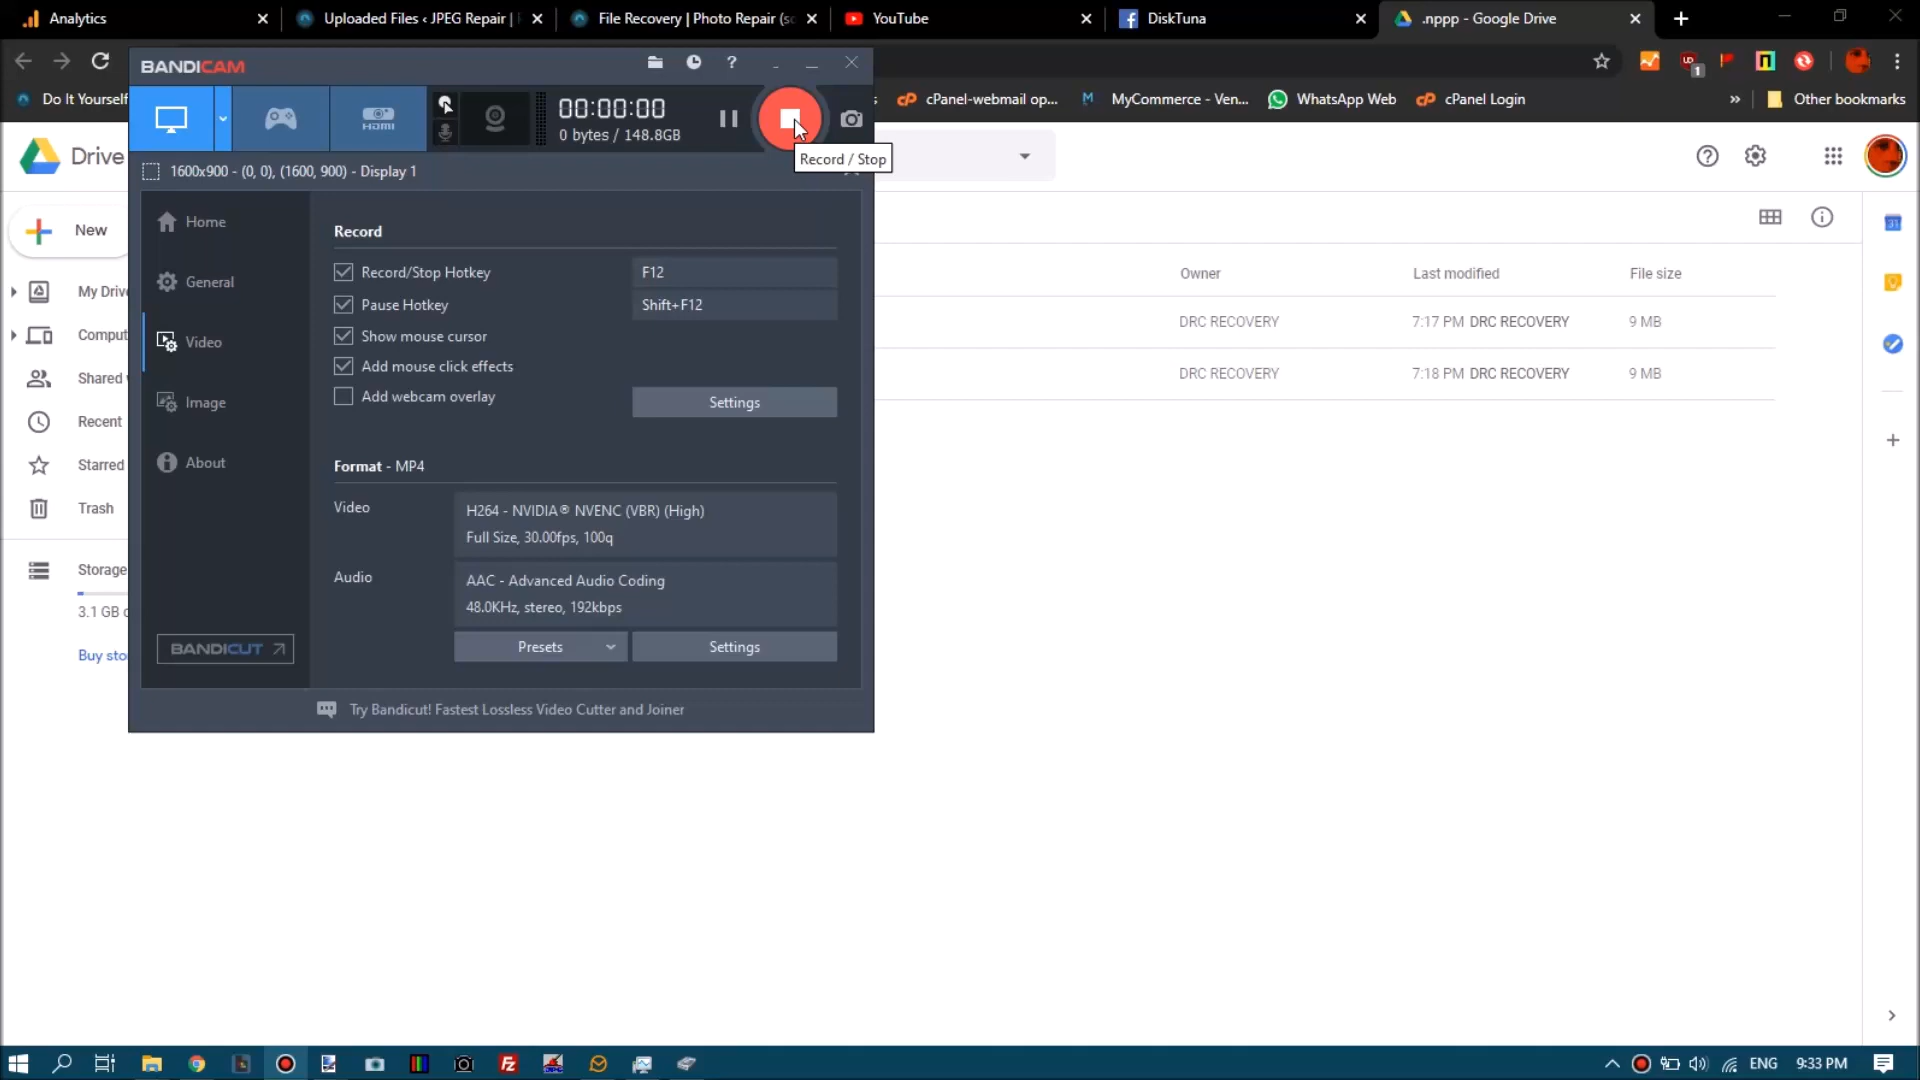 Analytics
Uploaded Files ‹ JPEG Repair |
File Recovery | Photo Repair (so
YouTube
DiskTuna
.nppp - Google Drive
BANDICAM
?
UD
1
Do It Yourself
cPanel-webmail op...
MyCommerce - Ven...
WhatsApp Web
cPanel Login
»
Other bookmarks
HDMI
00:00:00
0 bytes / 148.8GB
Record / Stop
Drive
1600x900 - (0, 0), (1600, 900) - Display 1
New
Home
Record
General
Record/Stop Hotkey
F12
Owner
Last modified
File size
My Drive
Pause Hotkey
Shift+F12
DRC RECOVERY
7:17 PM DRC RECOVERY
9 MB
Comput
Video
Show mouse cursor
Add mouse click effects
DRC RECOVERY
7:18 PM DRC RECOVERY
9 MB
Shared
Image
Add webcam overlay
Settings
Recent
About
Starred
Format - MP4
Trash
Video
H264 - NVIDIA® NVENC (VBR) (High)
Full Size, 30.00fps, 100q
Storage
Audio
AAC - Advanced Audio Coding
48.0KHz, stereo, 192kbps
3.1 GB
BANDICUT
Presets
Settings
Buy sto
Try Bandicut! Fastest Lossless Video Cutter and Joiner
ENG
9:33 PM